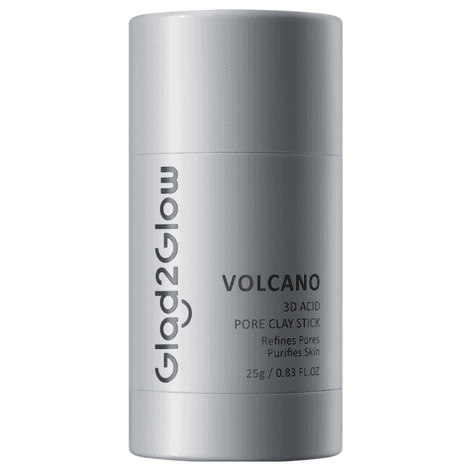 Glad2Glow
VOLCANO
3D ACID
PORE CLAY STICK
Refines Pores
Purifies Skin
25g / 0.83 FL.OZ